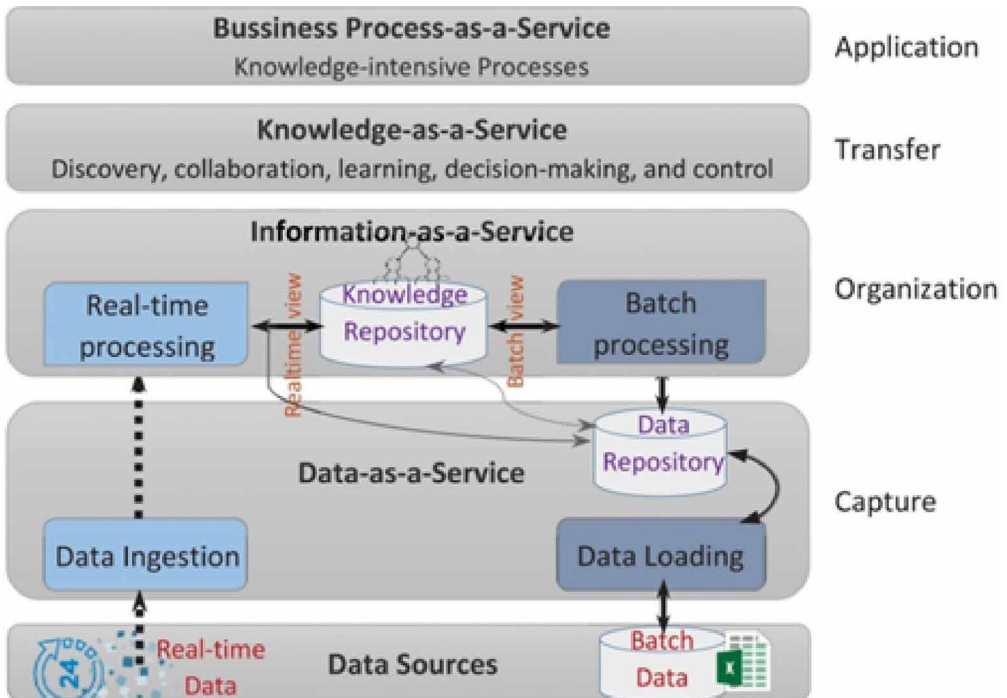 Bussiness Process-as-a-Service
Knowledge-intensive Processes
Application
Knowledge-as-a-Service
Discovery, collaboration, learning, decision-making, and control
Transfer
Information-as-a-Service
Real-time
processing
Realtime view
Knowledge
Repository
Batch view
Batch
processing
Organization
Data
Repository
Data-as-a-Service
Capture
Data Ingestion
Data Loading
24
Real-time
Data
Data Sources
Batch
Data
X